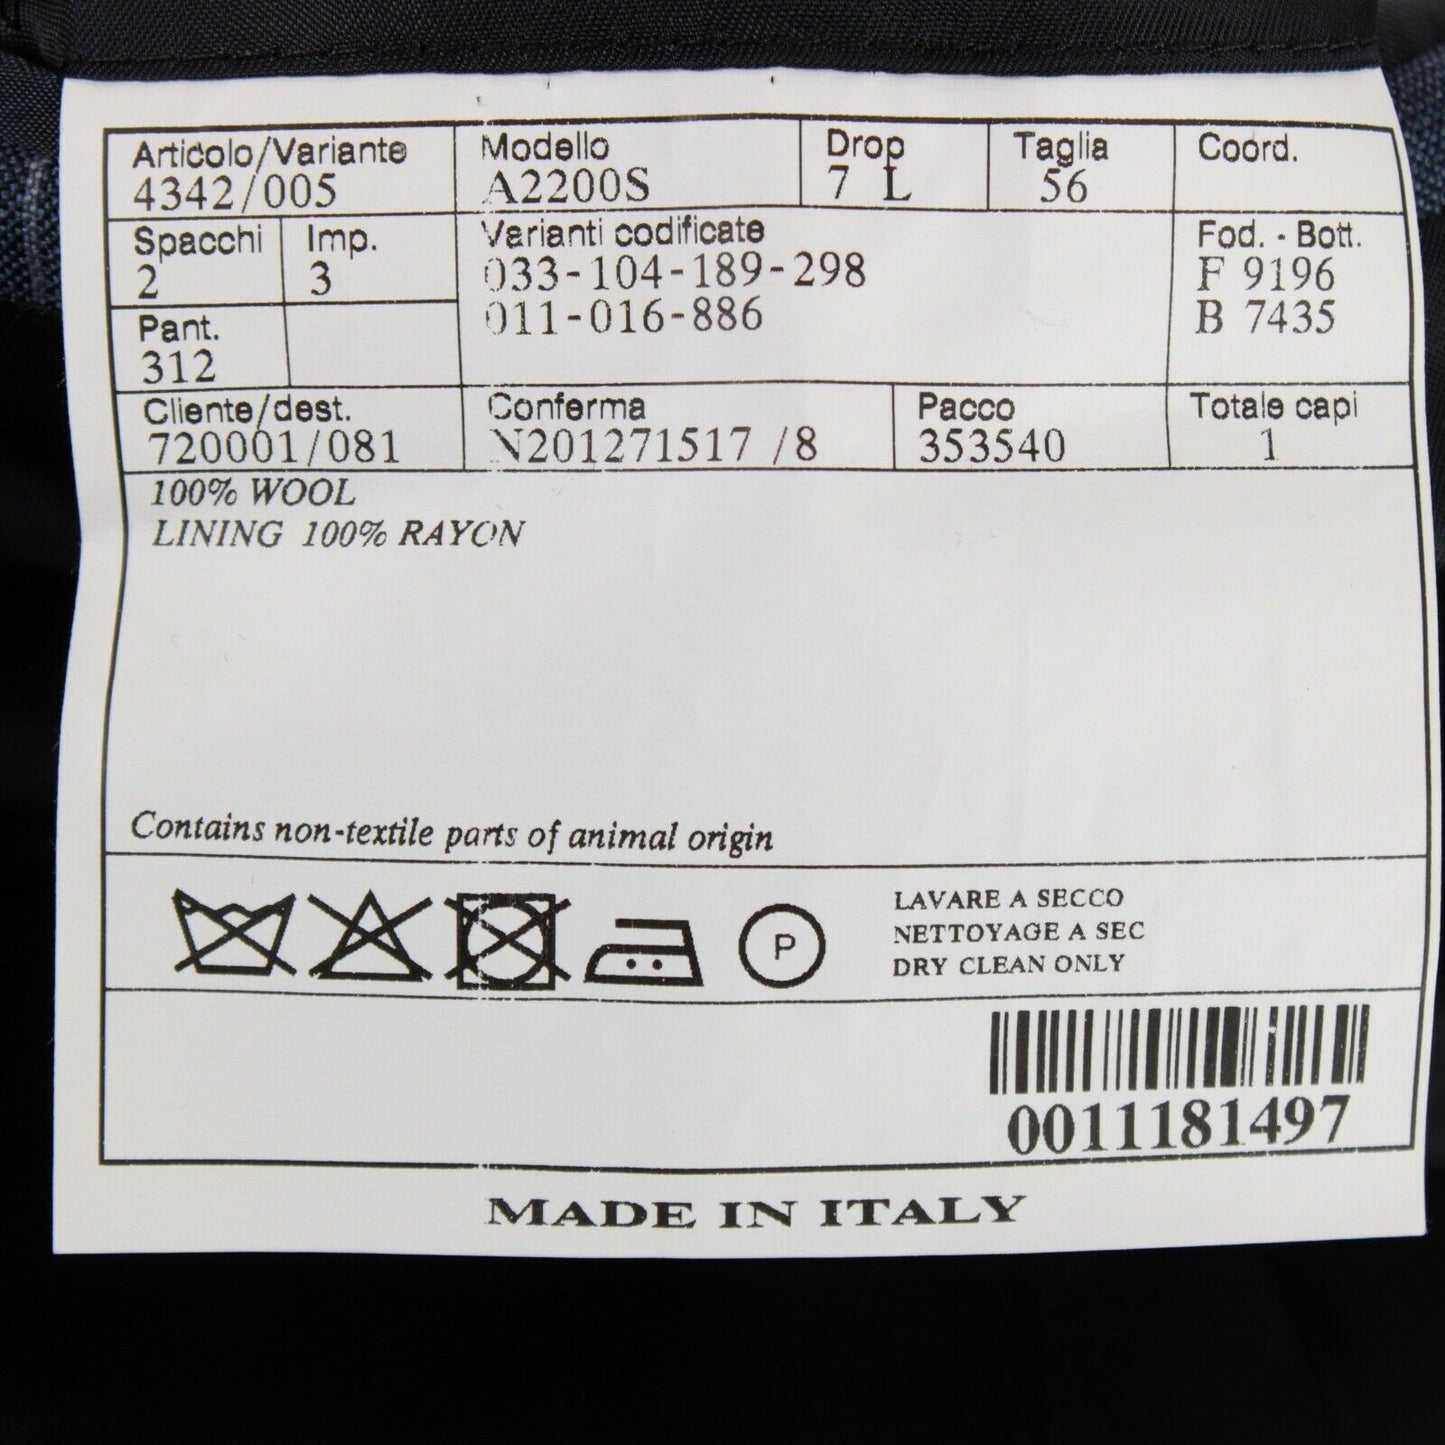 Articolo/Variante Modello Drop Taglia Coord.
4342/005 A2200S 7 L 56
Spacchi Imp. Varianti codificate Fod. - Bott.
2 3 033-104-189-298 F 9196
011-016-886 B 7435
Pant.
312
Cliente/dest. Conferma Pacco Totale capi
720001/081 N201271517 /8 353540 1
100% WOOL
LINING 100% RAYON
Contains non-textile parts of animal origin
P
LAVARE A SECCO
NETTOYAGE A SEC
DRY CLEAN ONLY
0011181497
MADE IN ITALY